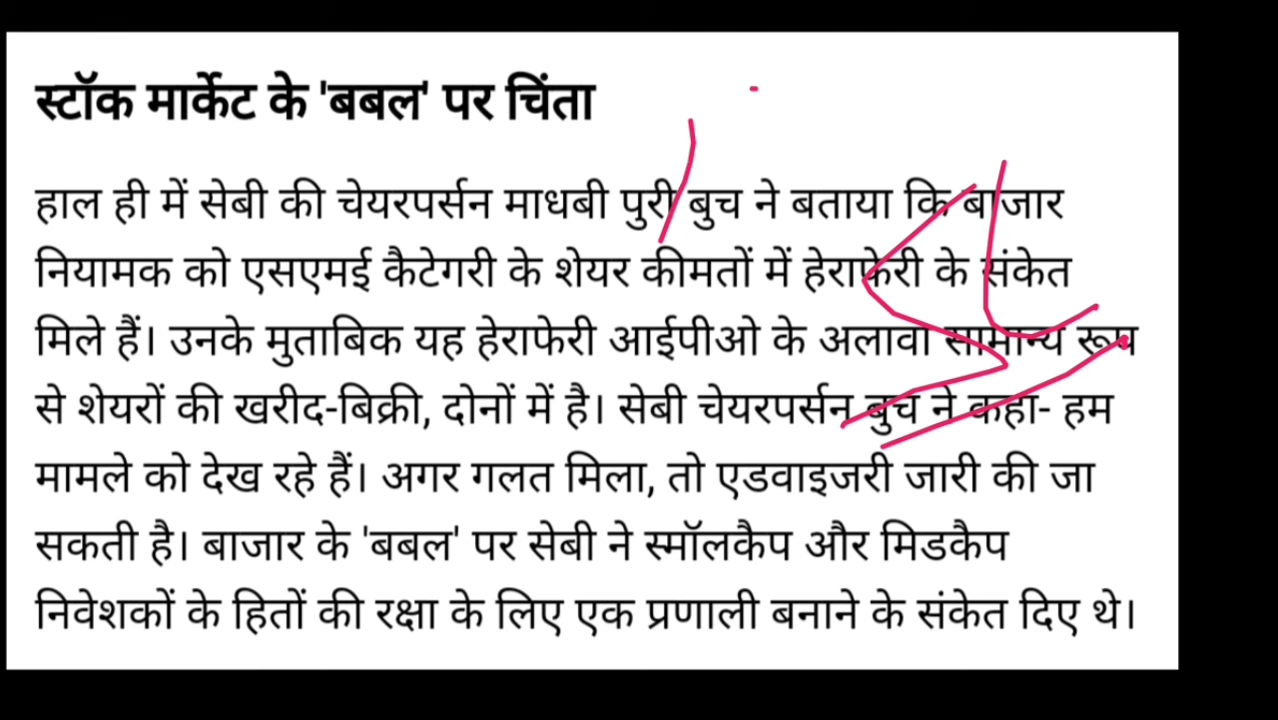 स्टॉक मार्केट के 'बबल' पर चिंता
हाल ही में सेबी की चेयरपर्सन माधबी पुरी बुच ने बताया कि बाजार
नियामक को एसएमई कैटेगरी के शेयर कीमतों में हेराफेरी के संकेत
मिले हैं। उनके मुताबिक यह हेराफेरी आईपीओ के अलावा सामान्य रूप
से शेयरों की खरीद-बिक्री, दोनों में है। सेबी चेयरपर्सन बुच ने कहा- हम
मामले को देख रहे हैं। अगर गलत मिला, तो एडवाइजरी जारी की जा
सकती है। बाजार के 'बबल' पर सेबी ने स्मॉलकैप और मिडकैप
निवेशकों के हितों की रक्षा के लिए एक प्रणाली बनाने के संकेत दिए थे।